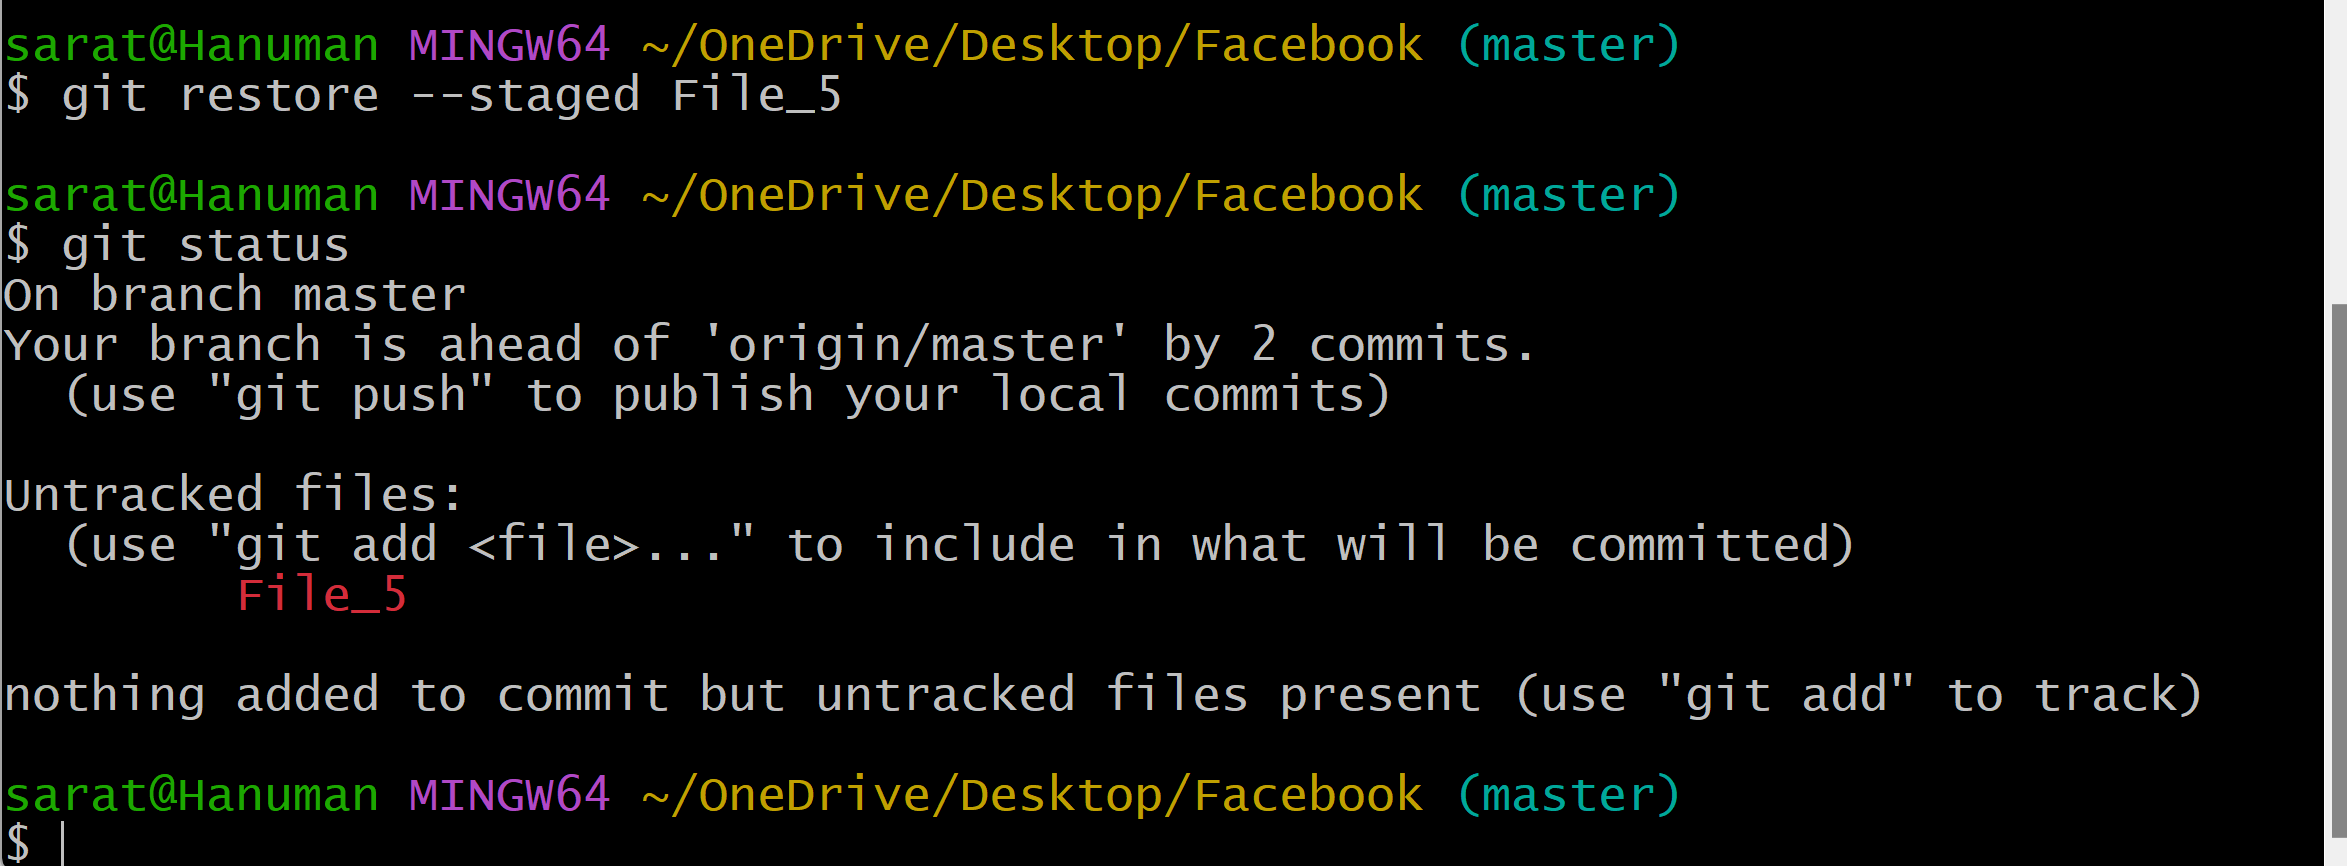 sarat@Hanuman MINGW64 ~/OneDrive/Desktop/Facebook (master)
$ git restore --staged File_5
sarat@Hanuman MINGW64 ~/OneDrive/Desktop/Facebook (master)
$ git status
On branch master
Your branch is ahead of 'origin/master' by 2 commits.
  (use "git push" to publish your local commits)
Untracked files:
  (use "git add <file>..." to include in what will be committed)
        File_5
nothing added to commit but untracked files present (use "git add" to track)
sarat@Hanuman MINGW64 ~/OneDrive/Desktop/Facebook (master)
$